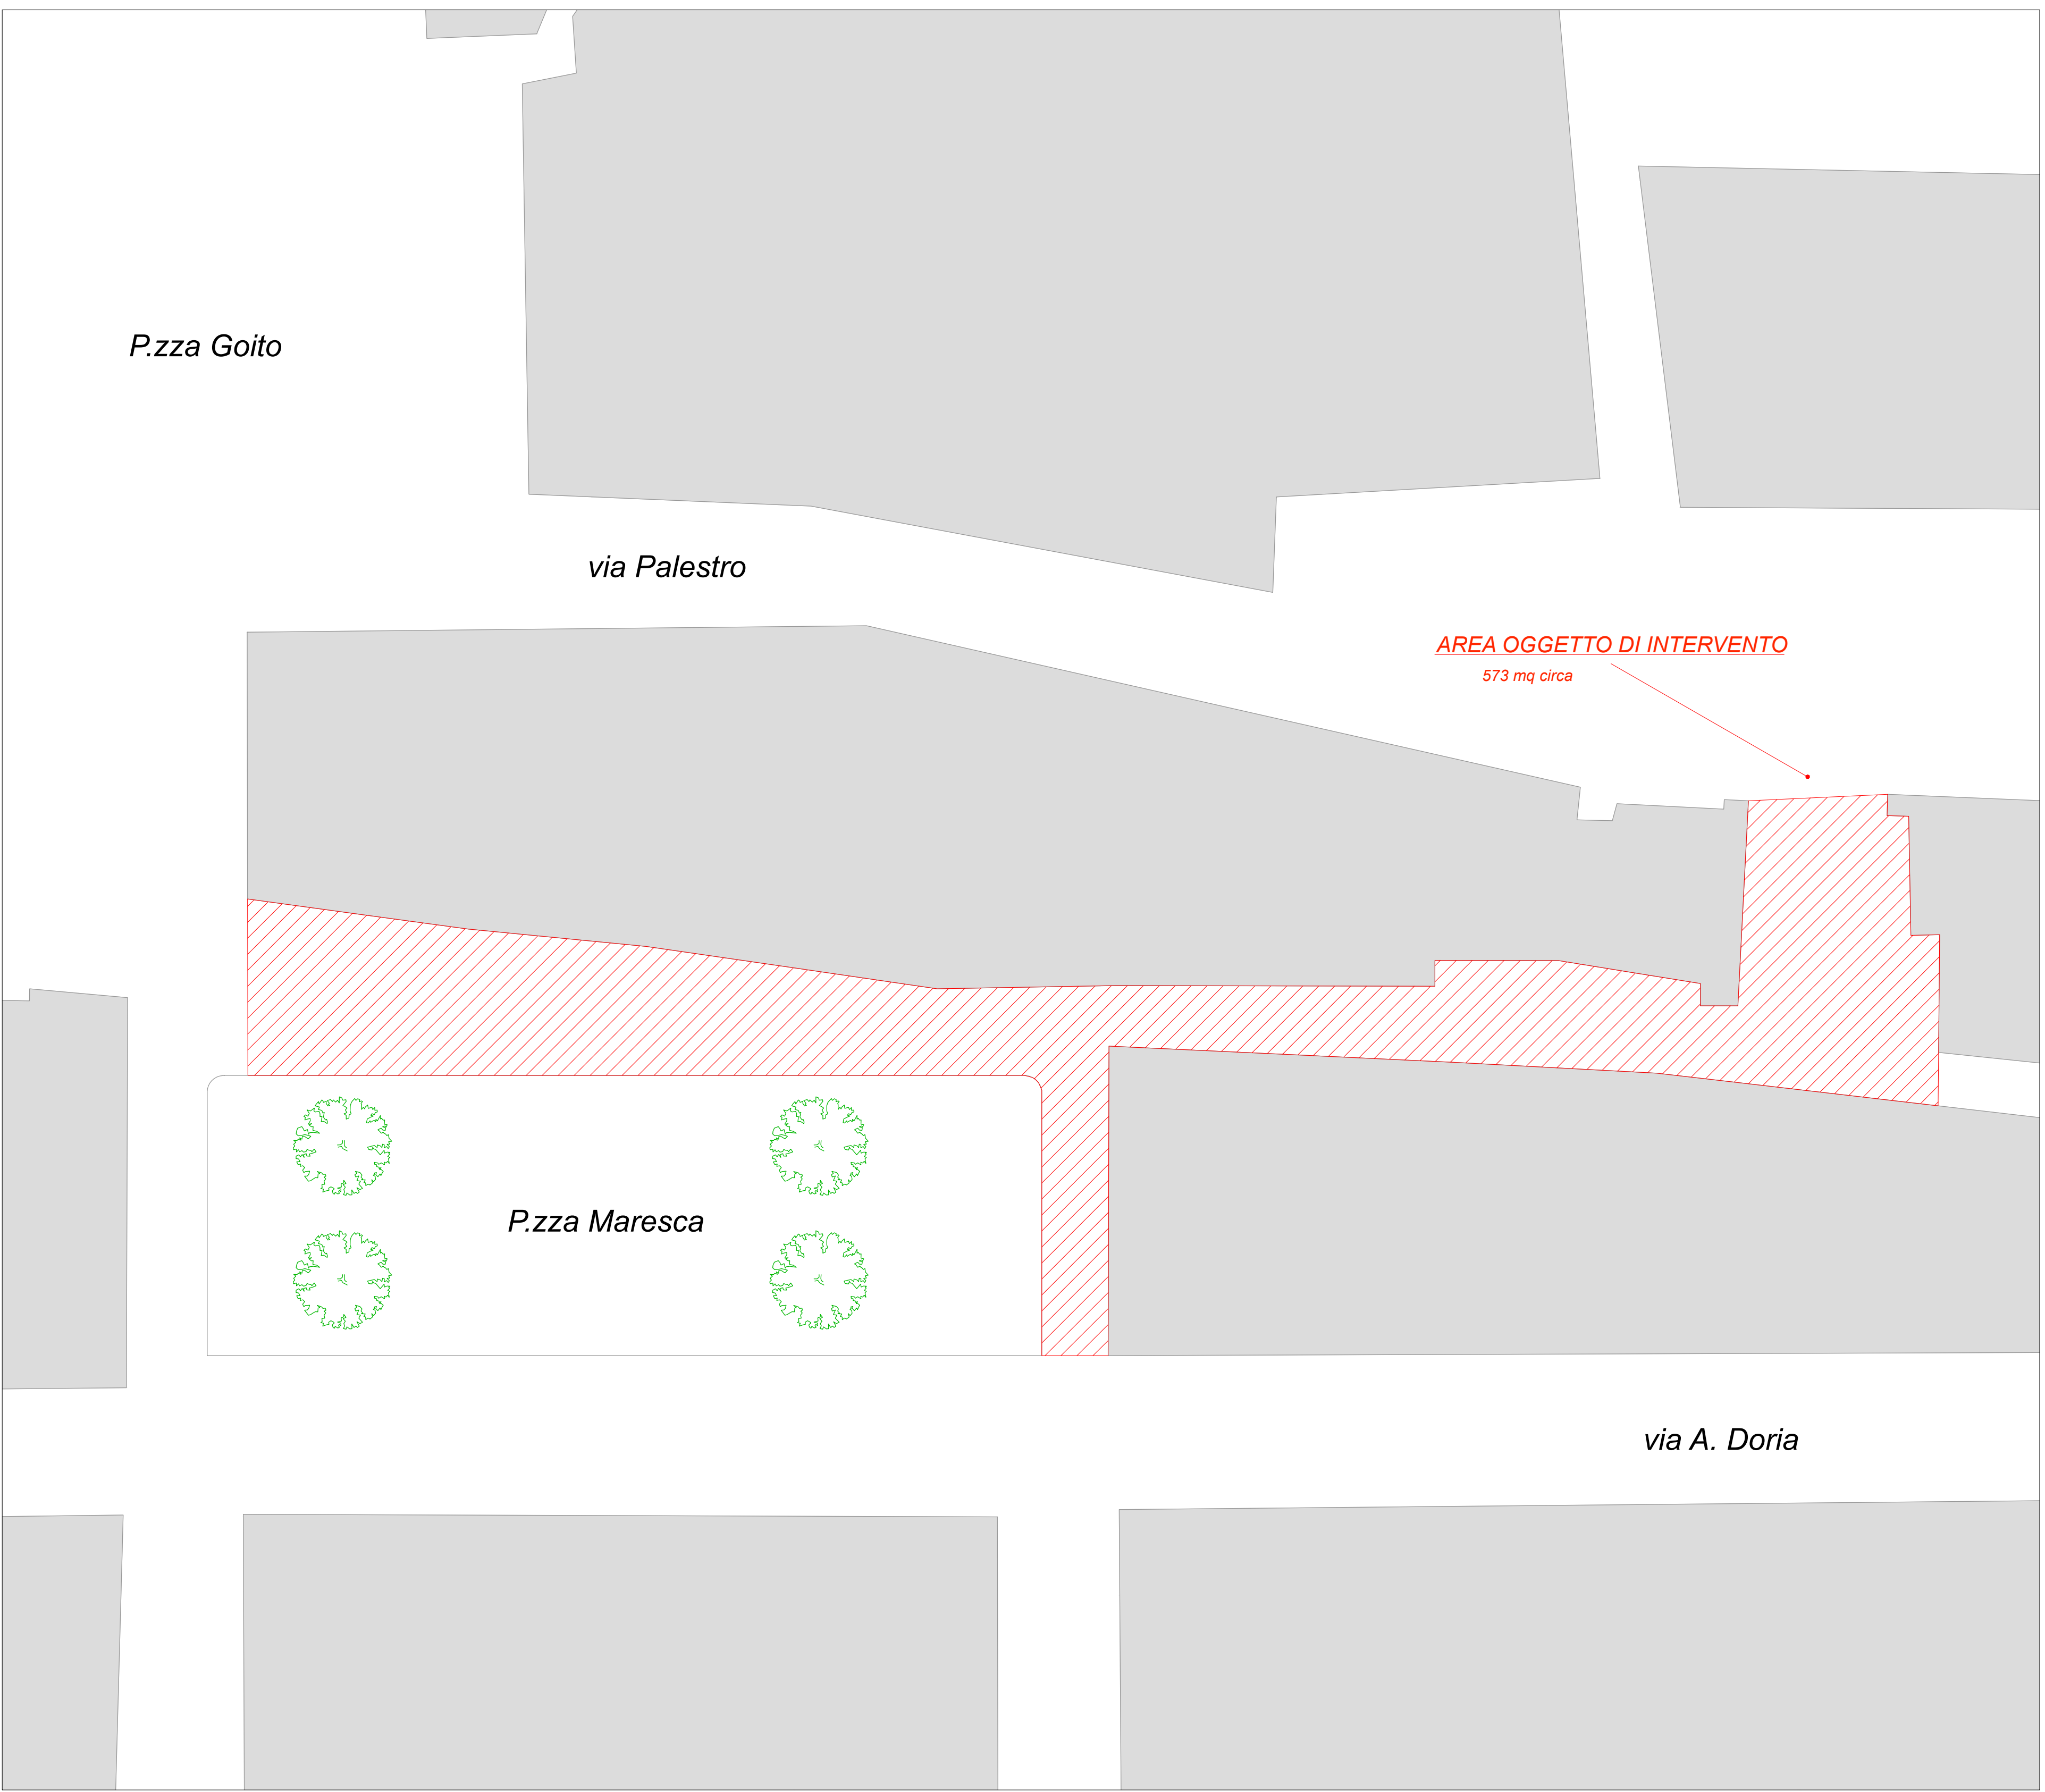 P.zza Goito
via Palestro
AREA OGGETTO DI INTERVENTO
573 mq circa
P.zza Maresca
via A. Doria